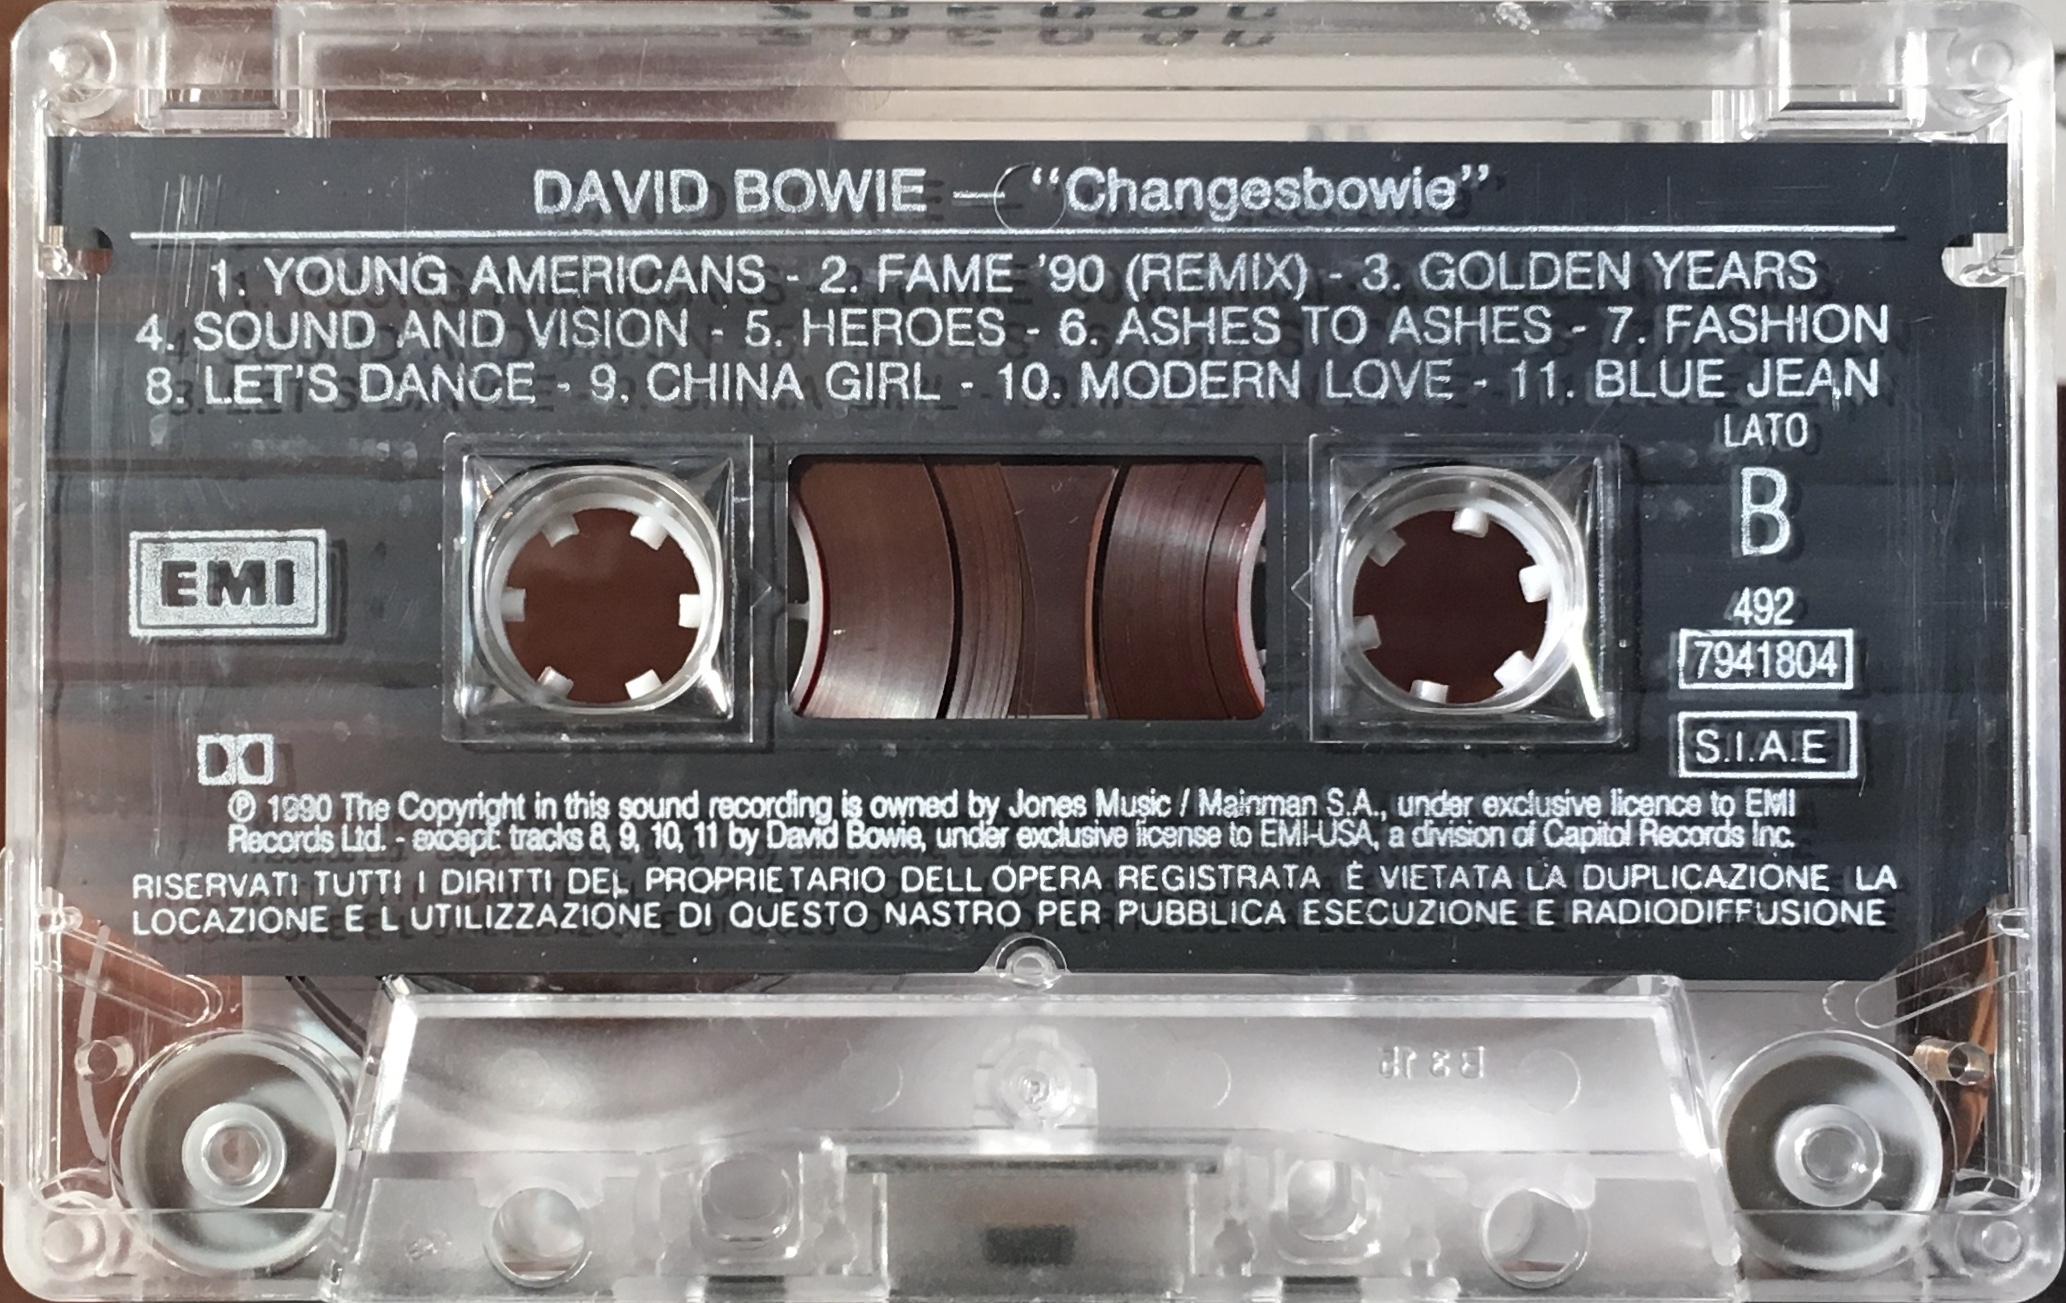 DAVID BOWIE — “Changesbowie”
1. YOUNG AMERICANS - 2. FAME '90 (REMIX) - 3. GOLDEN YEARS
4. SOUND AND VISION - 5. HEROES - 6. ASHES TO ASHES - 7. FASHION
8. LET'S DANCE - 9. CHINA GIRL - 10. MODERN LOVE - 11. BLUE JEAN
LATO
B
EMI
492
7941804
S.I.A.E
℗ 1990 The Copyright in this sound recording is owned by Jones Music / Mainman S.A., under exclusive licence to EMI
Records Ltd. - except: tracks 8, 9, 10, 11 by David Bowie, under exclusive license to EMI-USA, a division of Capitol Records Inc.
RISERVATI TUTTI I DIRITTI DEL PROPRIETARIO DELL OPERA REGISTRATA È VIETATA LA DUPLICAZIONE LA
LOCAZIONE E L UTILIZZAZIONE DI QUESTO NASTRO PER PUBBLICA ESECUZIONE E RADIODIFFUSIONE